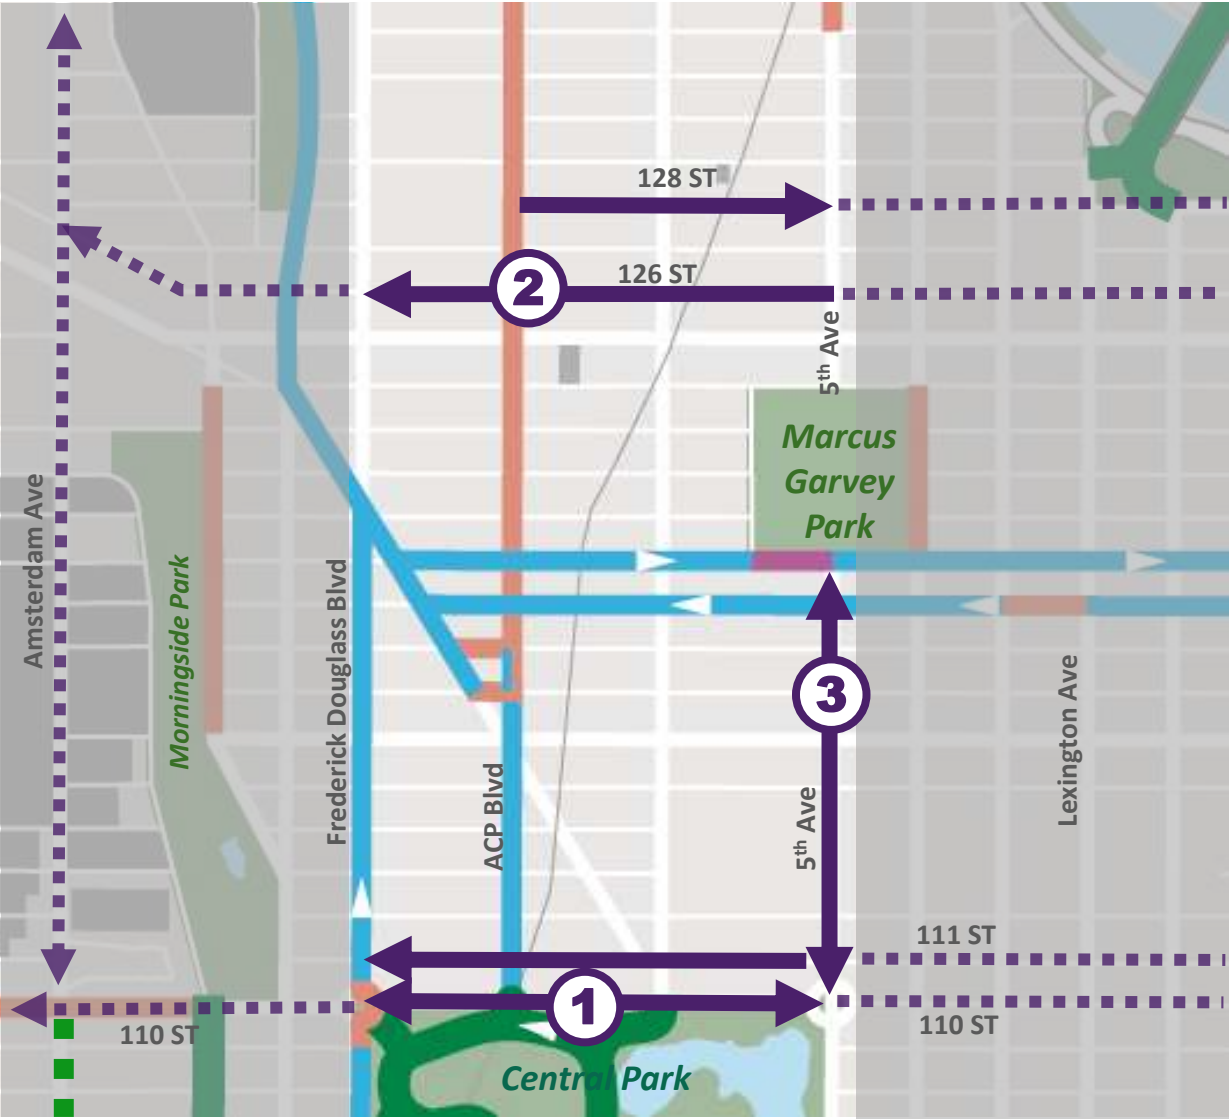 128 ST
126 ST
2
5th Ave
Marcus
Garvey
Park
Amsterdam Ave
Morningside Park
Frederick Douglass Blvd
ACP Blvd
3
5th Ave
Lexington Ave
111 ST
1
110 ST
110 ST
Central Park